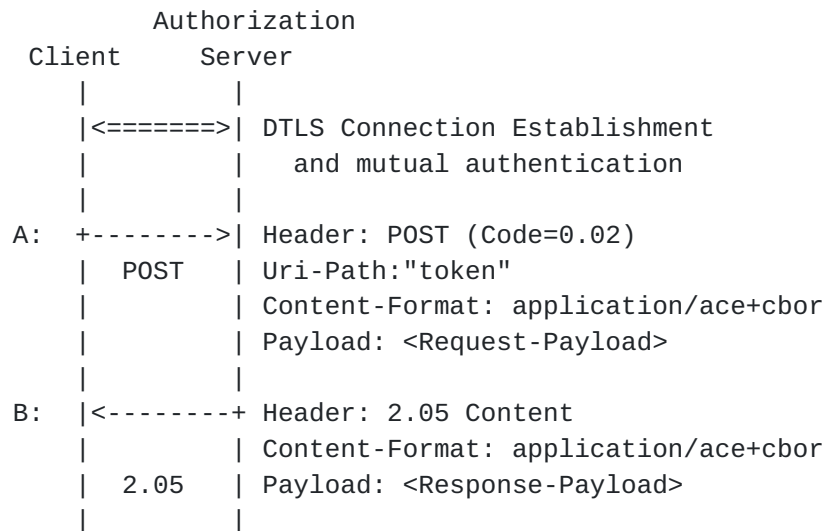 Authorization
Client Server
| |
|<=======>| DTLS Connection Establishment
| | and mutual authentication
| |
A: +-------->| Header: POST (Code=0.02)
| POST | Uri-Path:"token"
| | Content-Format: application/ace+cbor
| | Payload: <Request-Payload>
| |
B: |<--------+ Header: 2.05 Content
| | Content-Format: application/ace+cbor
| 2.05 | Payload: <Response-Payload>
| |